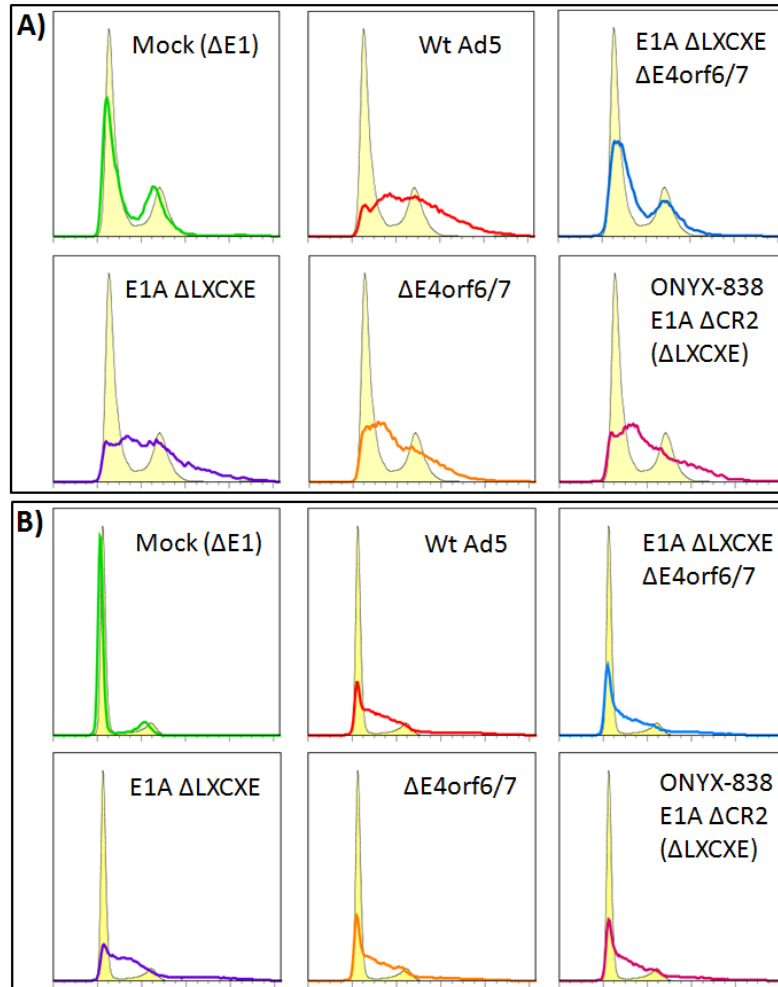 A)
Mock (ΔE1)
Wt Ad5
E1A ΔLXCXE
ΔE4orf6/7
E1A ΔLXCXE
ΔE4orf6/7
ONYX-838
E1A ΔCR2
(ΔLXCXE)
B)
Mock (ΔE1)
Wt Ad5
E1A ΔLXCXE
ΔE4orf6/7
E1A ΔLXCXE
ΔE4orf6/7
ONYX-838
E1A ΔCR2
(ΔLXCXE)